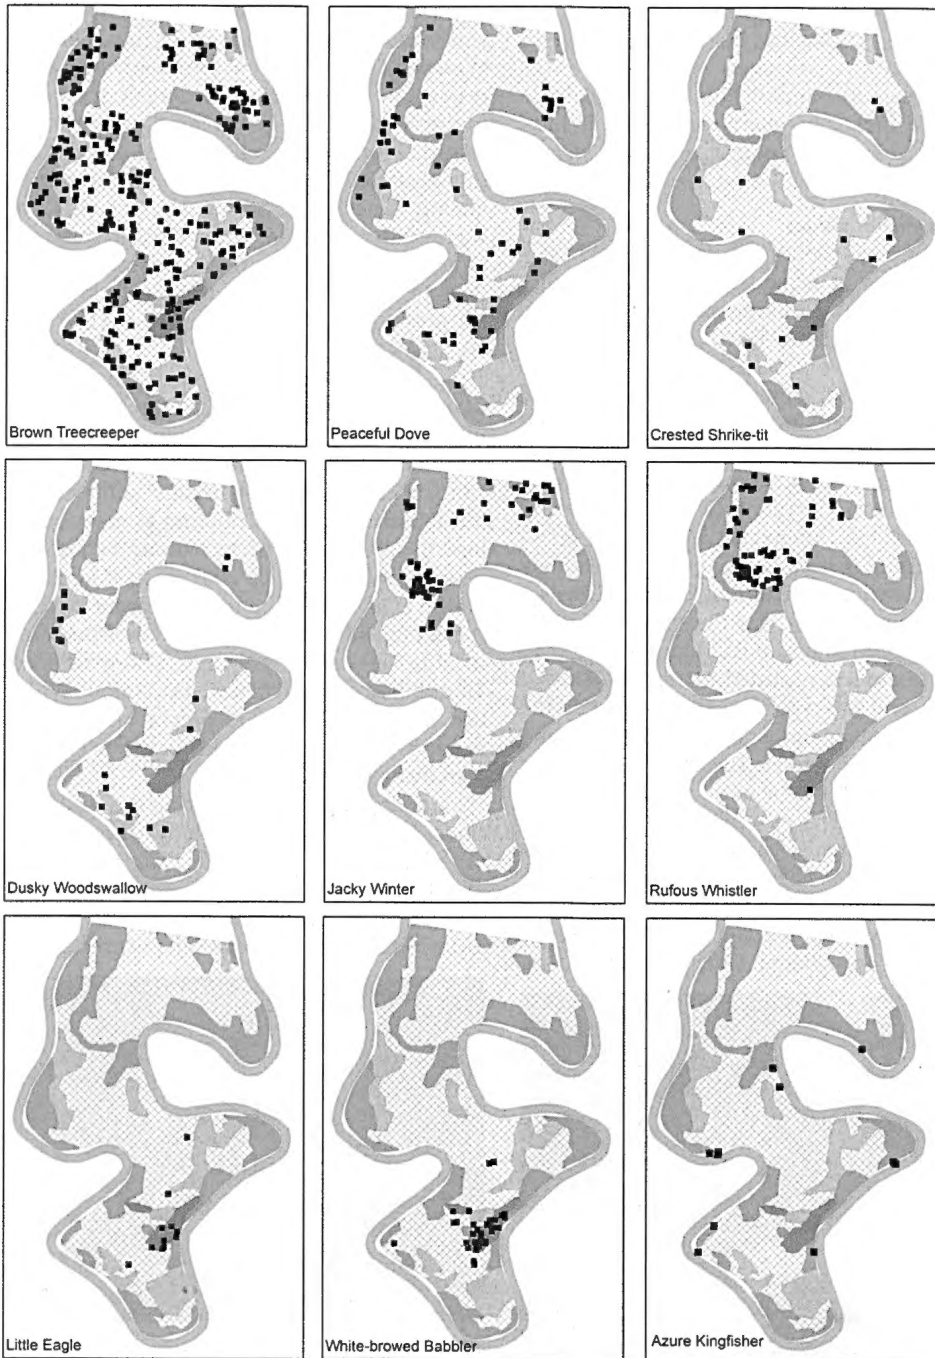 Brown Treecreeper
Peaceful Dove
Crested Shrike-tit
Dusky Woodswallow
Jacky Winter
Rufous Whistler
Little Eagle
White-browed Babbler
Azure Kingfisher